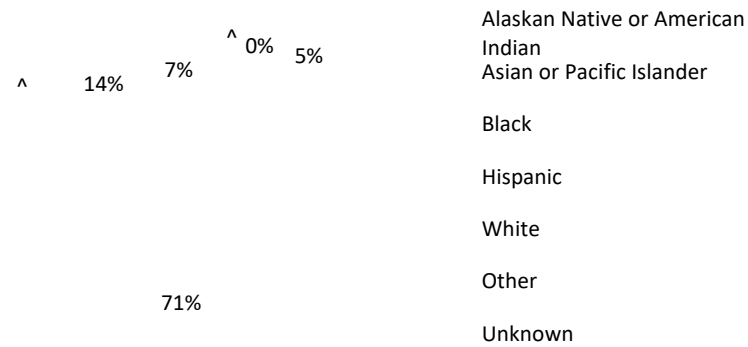 ^
0%
5%
7%
^
14%
71%
Alaskan Native or American
Indian
Asian or Pacific Islander
Black
Hispanic
White
Other
Unknown